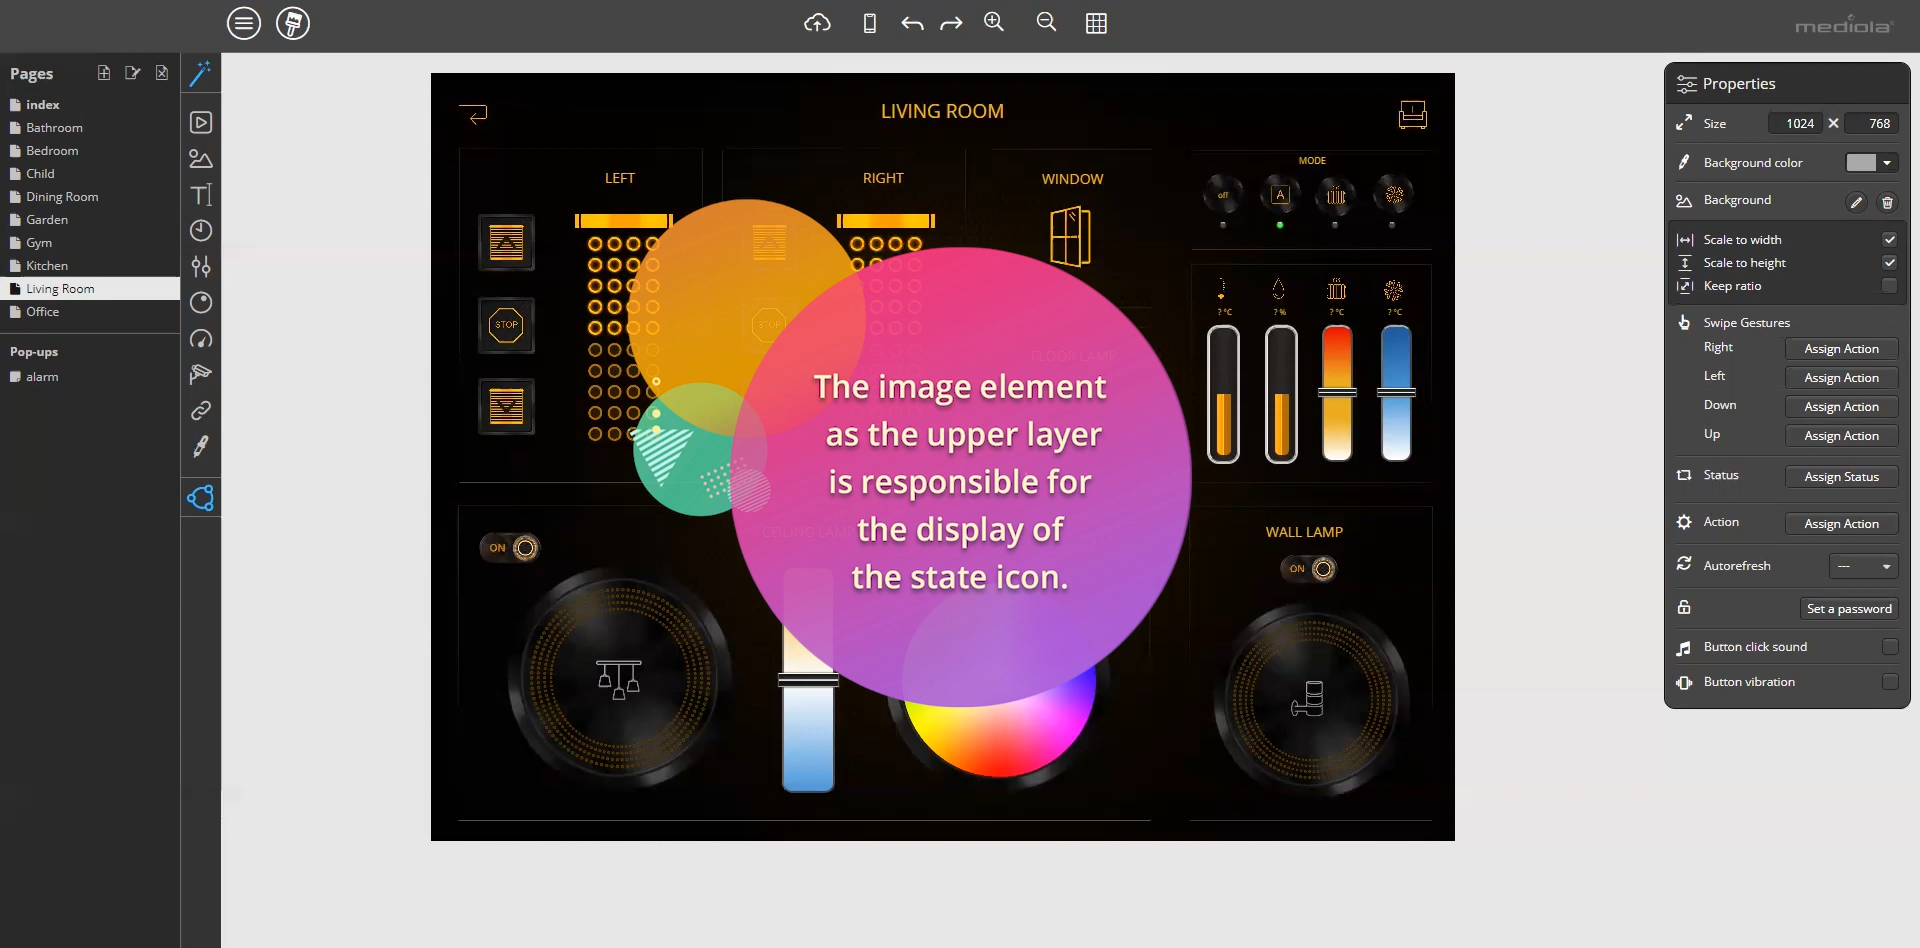 mediola
Pages
index
Bathroom
Bedroom
Child
Dining Room
Garden
Gym
Kitchen
Living Room
Office
Pop-ups
alarm
LIVING ROOM
LEFT
RIGHT
WINDOW
MODE
off
A
STOP
STOP
? °C
? %
? °C
? °C
FLOOR LAMP
The image element
as the upper layer
is responsible for
the display of
the state icon.
ON
CEILING LAMP
WALL LAMP
ON
Properties
Size 1024 × 768
Background color
Background
Scale to width
Scale to height
Keep ratio
Swipe Gestures
Right Assign Action
Left Assign Action
Down Assign Action
Up Assign Action
Status Assign Status
Action Assign Action
Autorefresh ---
Set a password
Button click sound
Button vibration